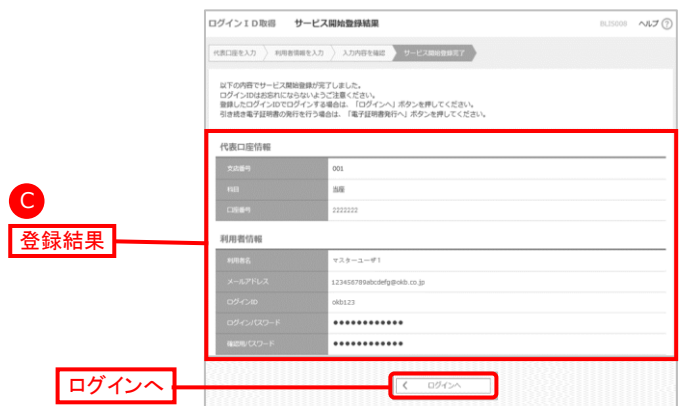 ログインID取得 サービス開始登録結果 BLIS008 ヘルプ ?
代表口座を入力 利用者情報を入力 入力内容を確認 サービス開始登録完了
以下の内容でサービス開始登録が完了しました。
ログインIDはお忘れにならないようご注意ください。
登録したログインIDでログインする場合は、「ログインへ」ボタンを押してください。
引き続き電子証明書の発行を行う場合は、「電子証明書発行へ」ボタンを押してください。
代表口座情報
支店番号 001
科目 当座
口座番号 2222222
C
登録結果
利用者情報
利用者名 マスターユーザ1
メールアドレス 123456789abcdefg@okb.co.jp
ログインID okb123
ログインパスワード ●●●●●●●●●●●●
確認用パスワード ●●●●●●●●●●●●
ログインへ
ログインへ